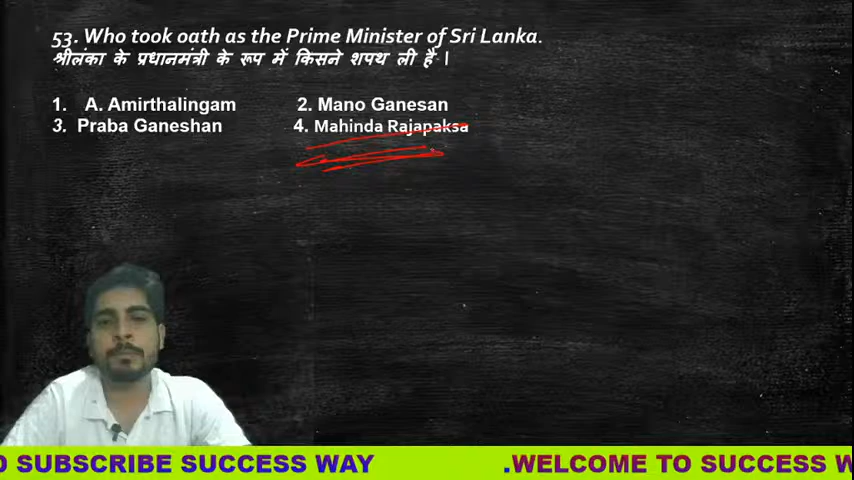 53. Who took oath as the Prime Minister of Sri Lanka.
श्रीलंका के प्रधानमंत्री के रूप में किसने शपथ ली है |
1. A. Amirthalingam 2. Mano Ganesan
3. Praba Ganeshan 4. Mahinda Rajapaksa
SUBSCRIBE SUCCESS WAY .WELCOME TO SUCCESS